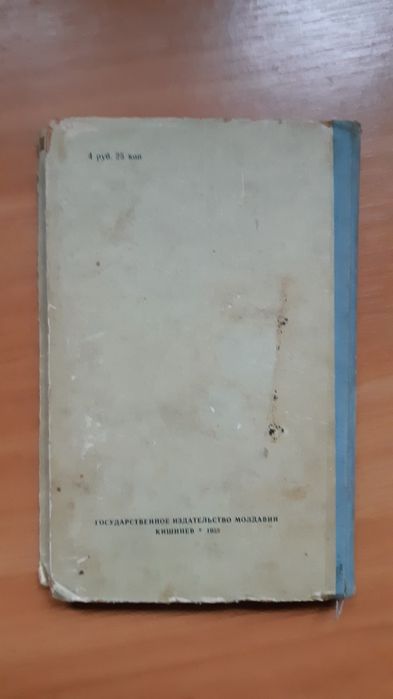 4 руб. 25 коп
ГОСУДАРСТВЕННОЕ ИЗДАТЕЛЬСТВО МОЛДАВИИ
КИШИНЕВ *